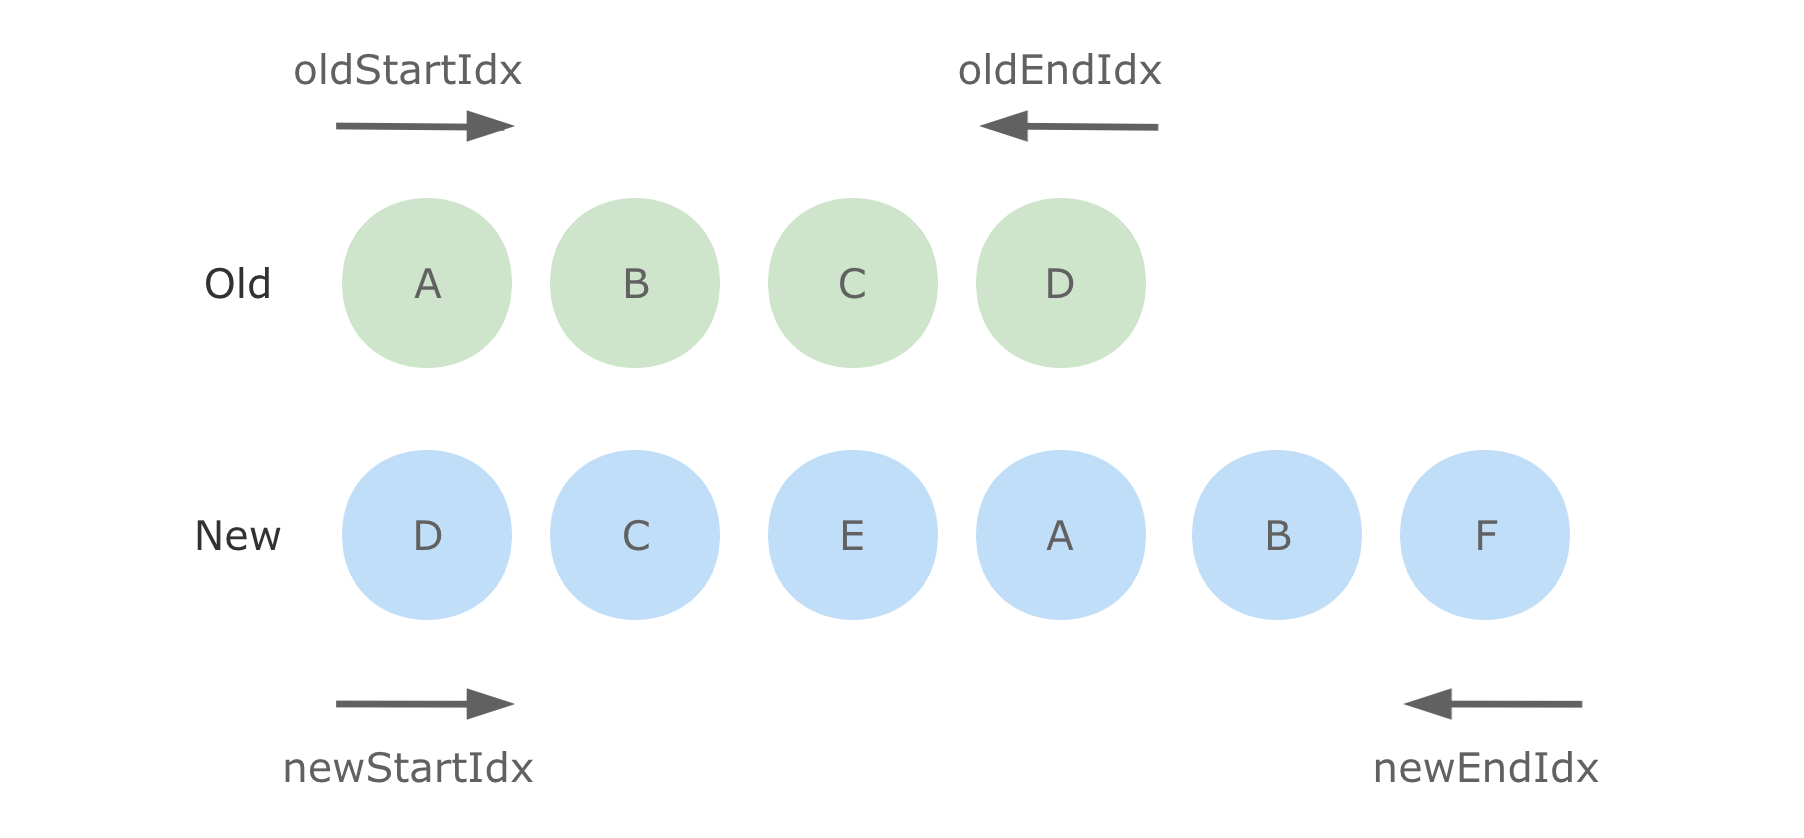 oldStartIdx oldEndIdx
Old A B C D
New D C E A B F
newStartIdx newEndIdx